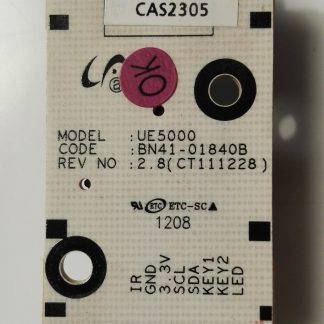 CAS2305
OK
MODEL : UE5000
CODE : BN41-01840B
REV NO : 2.8(CT111228)
ETC ETC-SC
1208
IR
GND
3.3V
SCL
SDA
KEY1
KEY2
LED